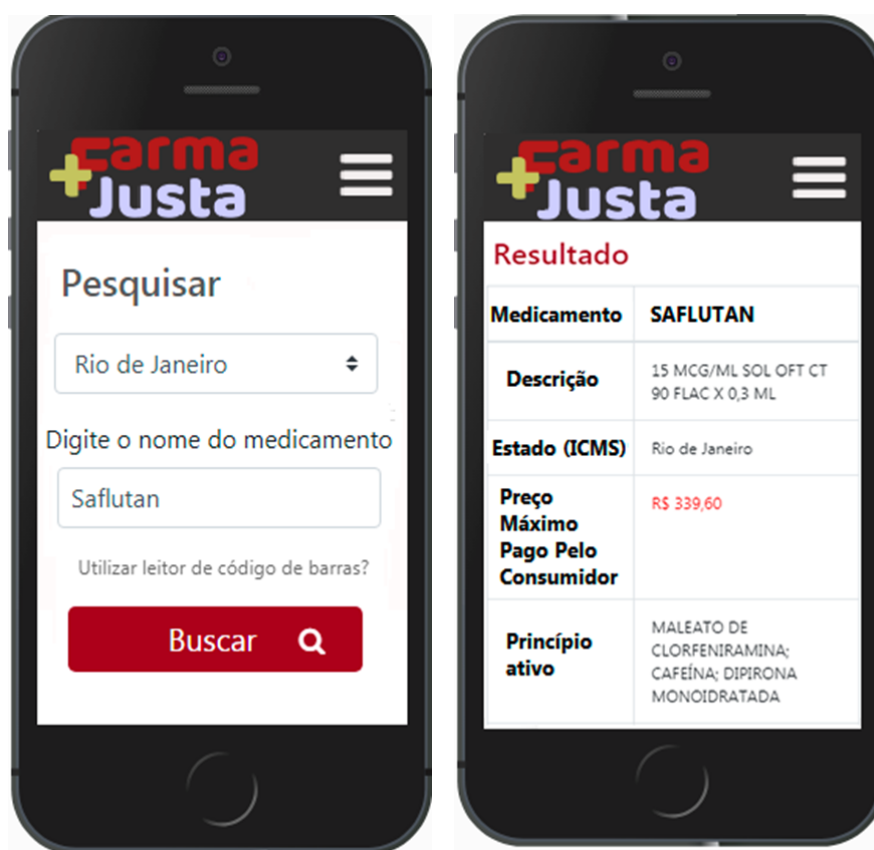 Farma
Justa
Pesquisar
Rio de Janeiro
Digite o nome do medicamento
Saflutan
Utilizar leitor de código de barras?
Buscar
Farma
Justa
Resultado
Medicamento SAFLUTAN
Descrição 15 MCG/ML SOL OFT CT
90 FLAC X 0,3 ML
Estado (ICMS) Rio de Janeiro
Preço R$ 339,60
Máximo
Pago Pelo
Consumidor
Princípio
ativo
MALEATO DE
CLORFENIRAMINA;
CAFEÍNA; DIPIRONA
MONOIDRATADA